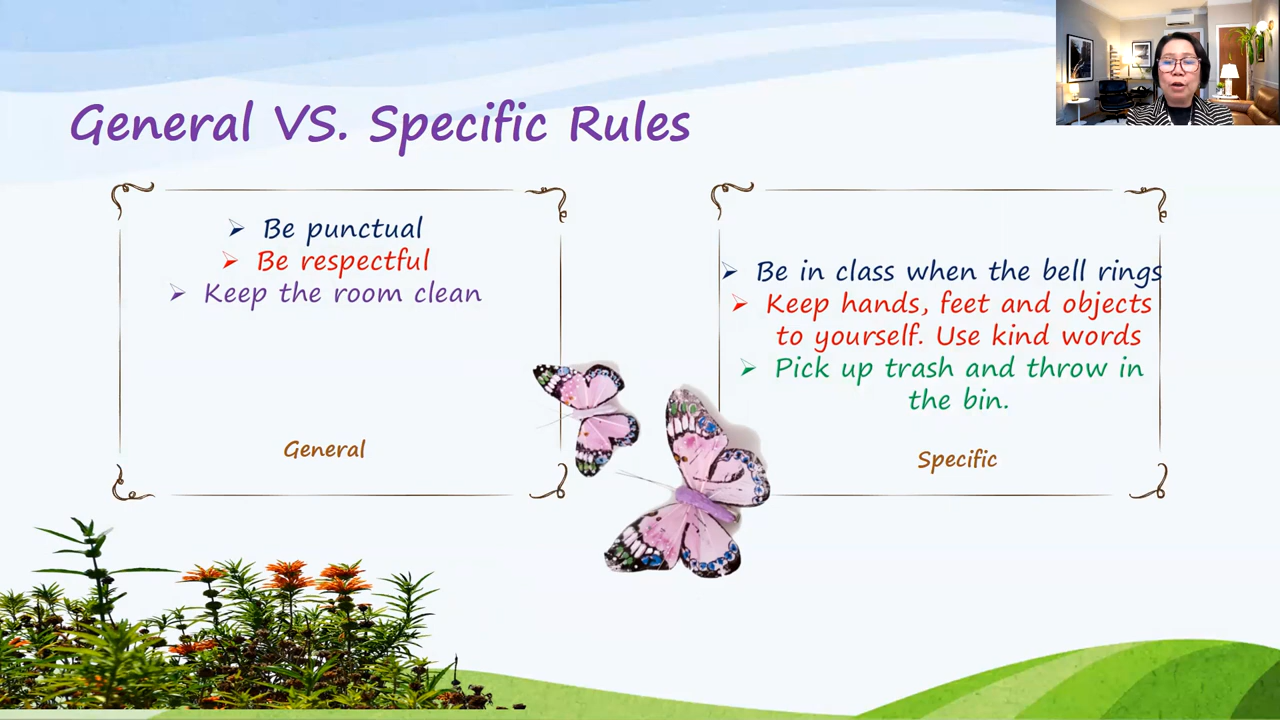 General VS. Specific Rules
➢ Be punctual
➢ Be respectful
➢ Keep the room clean
General
➢ Be in class when the bell rings
➢ Keep hands, feet and objects
to yourself. Use kind words
➢ Pick up trash and throw in
the bin.
Specific